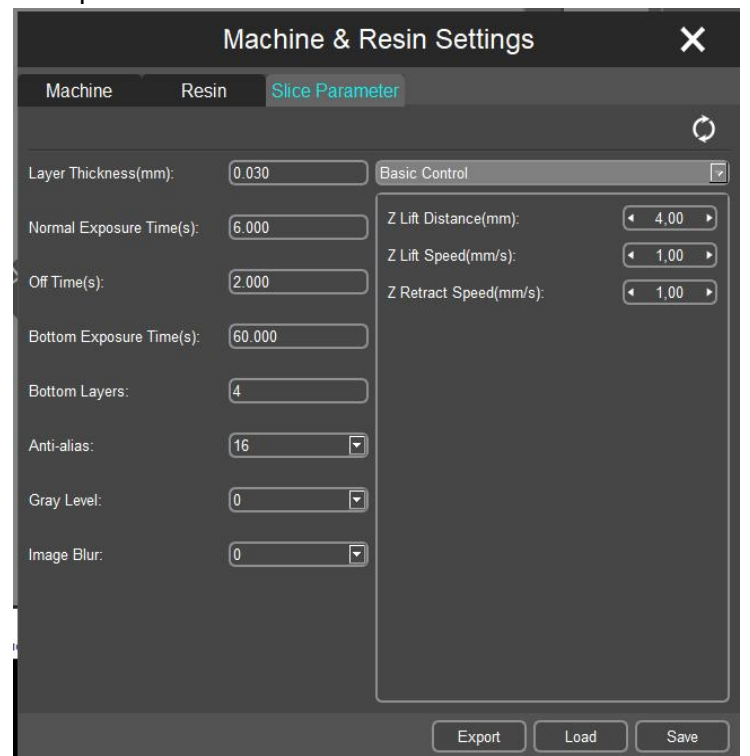 Machine & Resin Settings
Machine Resin Slice Parameter
Layer Thickness(mm): 0.030
Normal Exposure Time(s): 6.000
Off Time(s): 2.000
Bottom Exposure Time(s): 60.000
Bottom Layers: 4
Anti-alias: 16
Gray Level: 0
Image Blur: 0
Basic Control
Z Lift Distance(mm): 4,00
Z Lift Speed(mm/s): 1,00
Z Retract Speed(mm/s): 1,00
Export Load Save